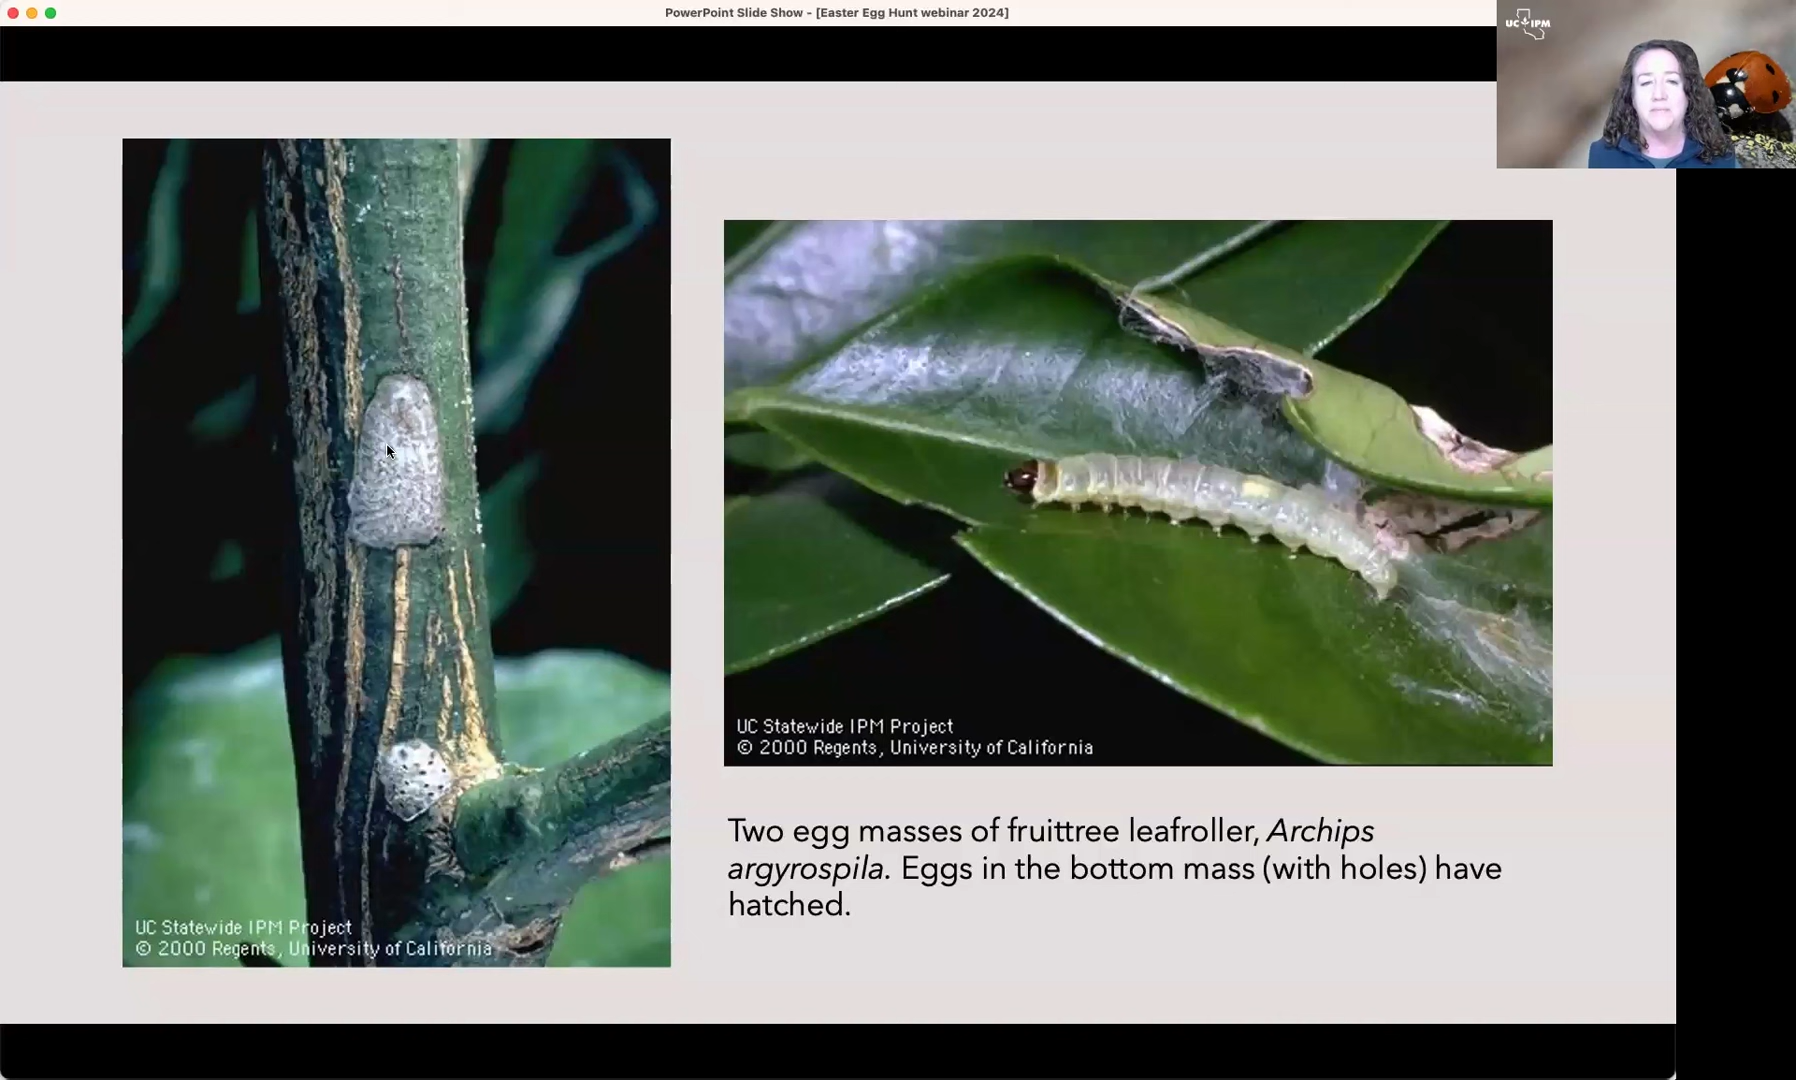 PowerPoint Slide Show - [Easter Egg Hunt webinar 2024]
UC IPM
UC Statewide IPM Project
© 2000 Regents, University of California
UC Statewide IPM Project
© 2000 Regents, University of California
Two egg masses of fruittree leafroller, Archips
argyrospila. Eggs in the bottom mass (with holes) have
hatched.